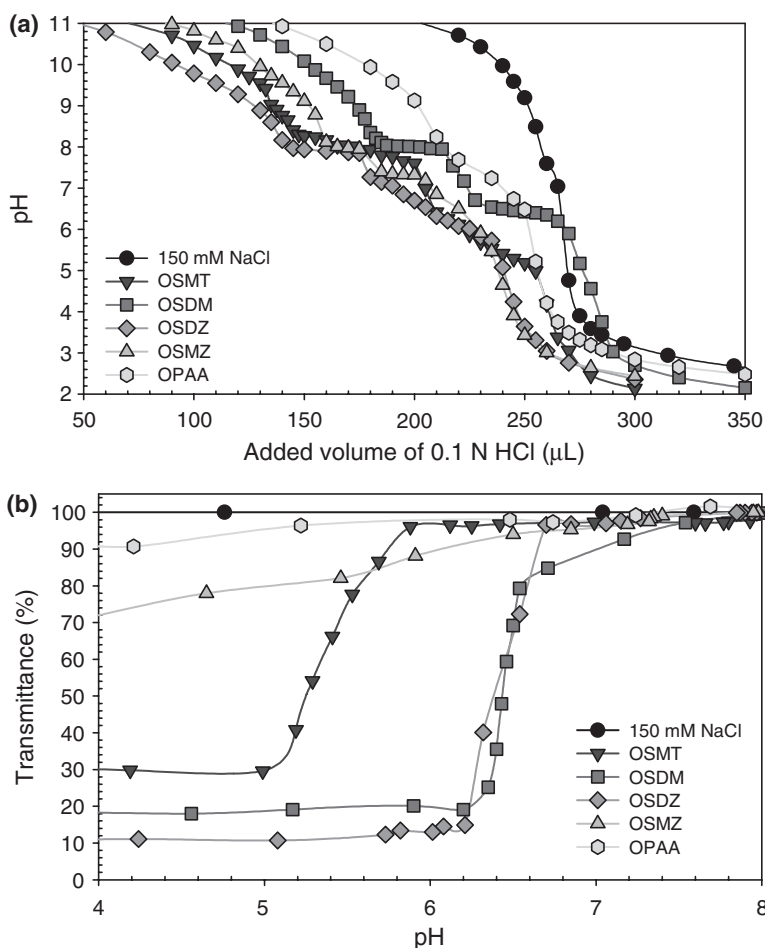 (a)
11
10
9
8
7
6
5
4
3
2
pH
150 mM NaCl
OSMT
OSDM
OSDZ
OSMZ
OPAA
50 100 150 200 250 300 350
Added volume of 0.1 N HCl (μL)
(b)
100
90
80
70
60
50
40
30
20
10
0
Transmittance (%)
150 mM NaCl
OSMT
OSDM
OSDZ
OSMZ
OPAA
4 5 6 7 8
pH